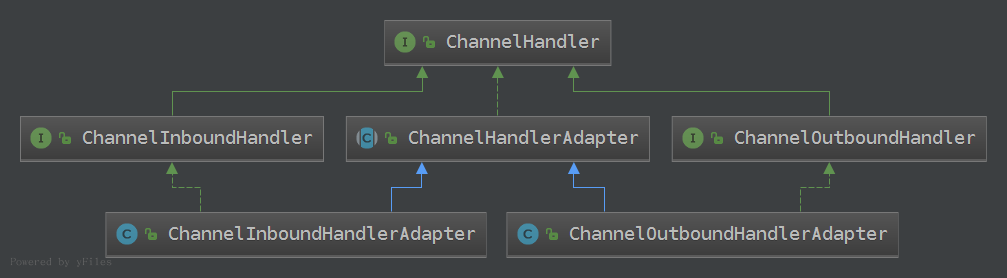 I ChannelHandler
I ChannelInboundHandler
C ChannelHandlerAdapter
I ChannelOutboundHandler
C ChannelInboundHandlerAdapter
C ChannelOutboundHandlerAdapter
Powered by yFiles